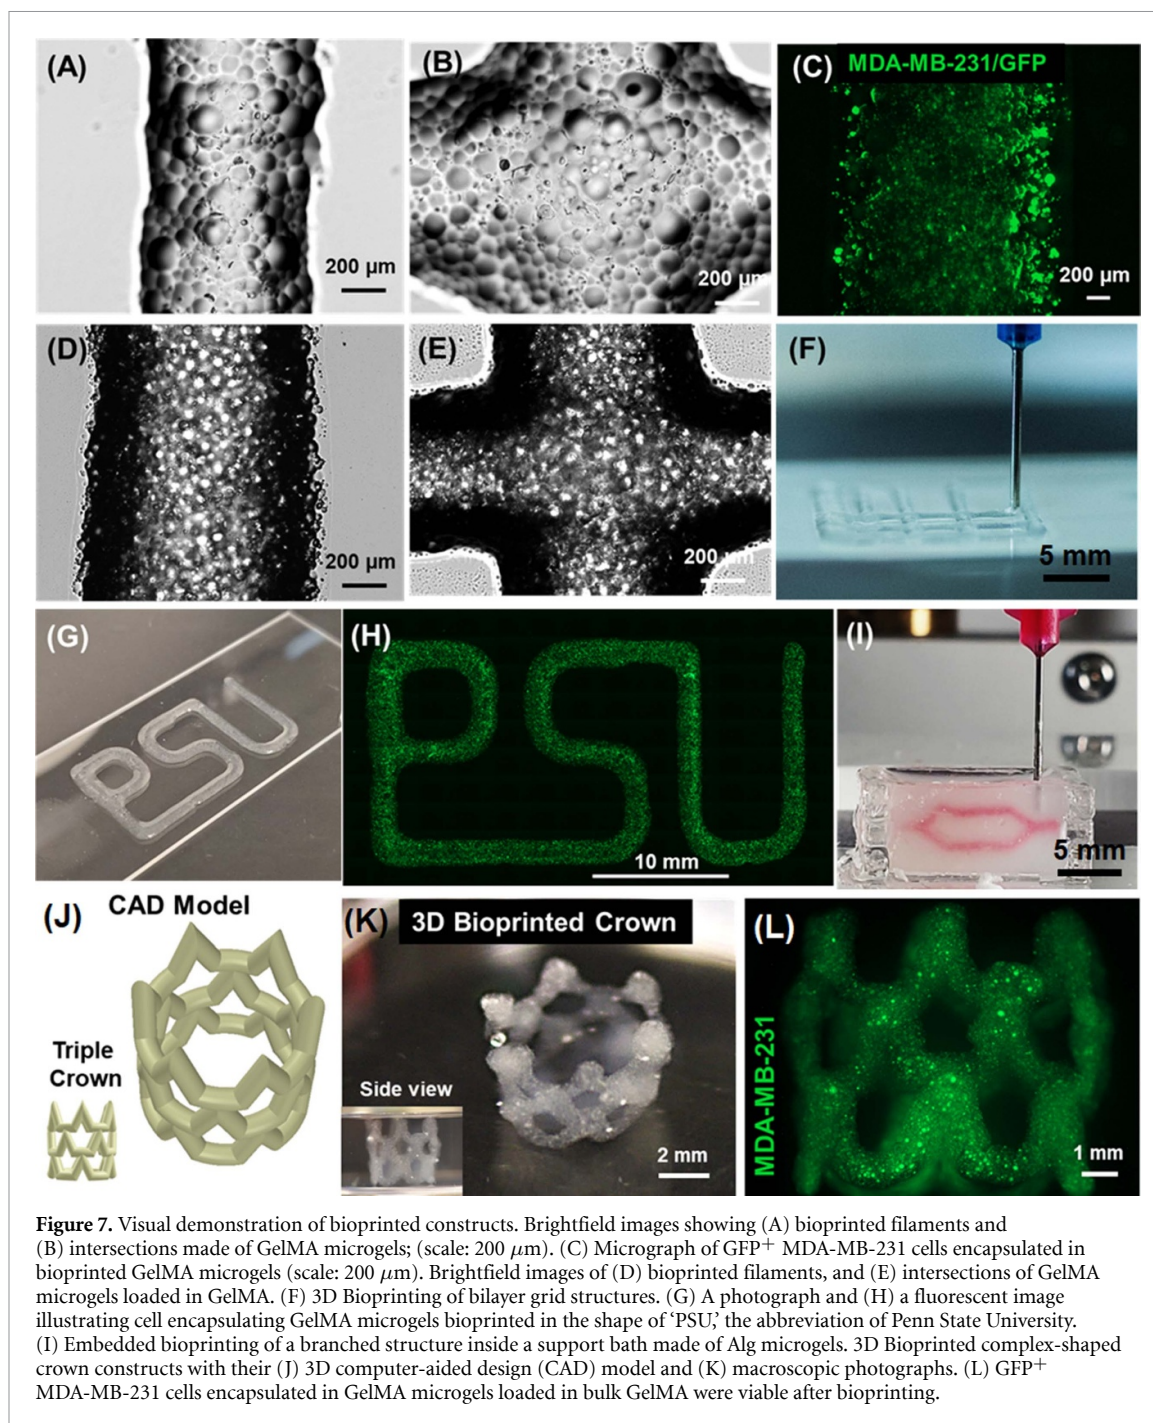 (A)
200 µm
(B)
200 µm
(C)
MDA-MB-231/GFP
200 µm
(D)
200 µm
(E)
200 µm
(F)
5 mm
(G)
PSU
(H)
PSU
10 mm
(I)
5 mm
(J)
CAD Model
Triple
Crown
(K)
3D Bioprinted Crown
Side view
2 mm
(L)
MDA-MB-231
1 mm
Figure 7. Visual demonstration of bioprinted constructs. Brightfield images showing (A) bioprinted filaments and
(B) intersections made of GelMA microgels; (scale: 200 µm). (C) Micrograph of GFP⁺ MDA-MB-231 cells encapsulated in
bioprinted GelMA microgels (scale: 200 µm). Brightfield images of (D) bioprinted filaments, and (E) intersections of GelMA
microgels loaded in GelMA. (F) 3D Bioprinting of bilayer grid structures. (G) A photograph and (H) a fluorescent image
illustrating cell encapsulating GelMA microgels bioprinted in the shape of ‘PSU,’ the abbreviation of Penn State University.
(I) Embedded bioprinting of a branched structure inside a support bath made of Alg microgels. 3D Bioprinted complex-shaped
crown constructs with their (J) 3D computer-aided design (CAD) model and (K) macroscopic photographs. (L) GFP⁺
MDA-MB-231 cells encapsulated in GelMA microgels loaded in bulk GelMA were viable after bioprinting.